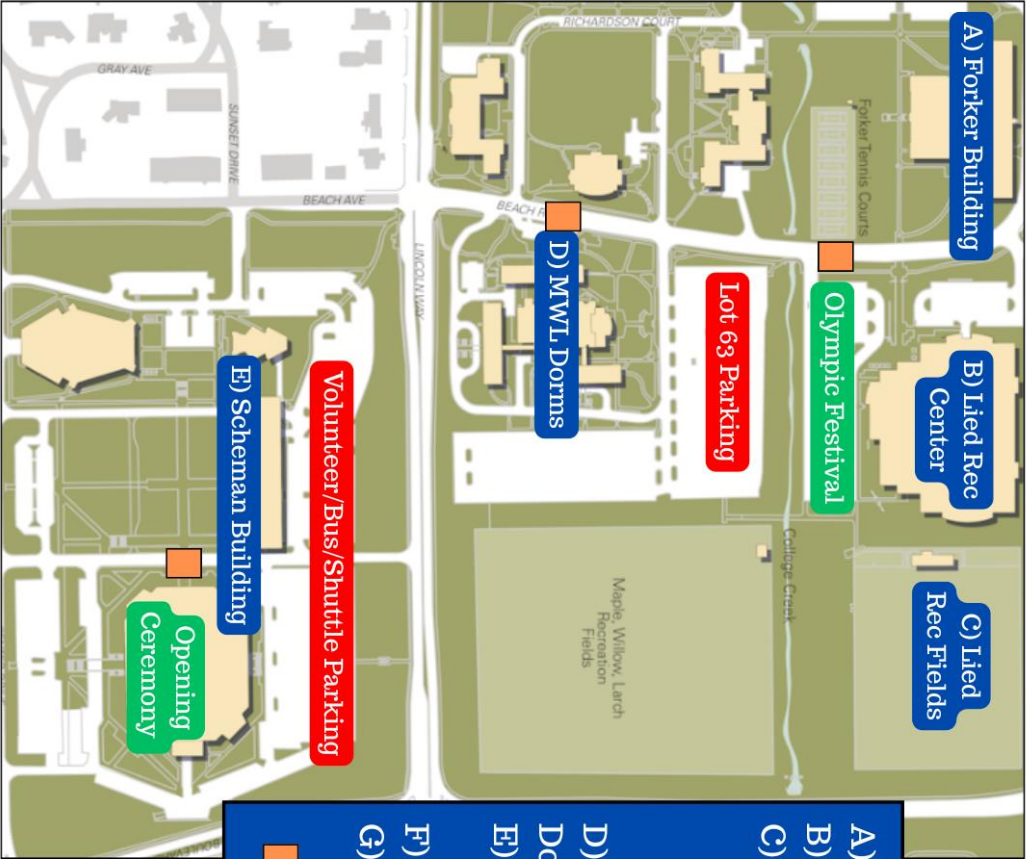 A) Forker Building
B) Lied Rec
Center
C) Lied
Rec Fields
Forker Tennis Courts
Olympic Festival
College Creek
Lot 63 Parking
RICHARDSON COURT
Maple, Willow, Larch
Recreation
Fields
BEACH R
D) MWL Dorms
LINCOLN WAY
BEACH AVE
Volunteer/Bus/Shuttle Parking
SUNSET DRIVE
E) Scheman Building
GRAY AVE
Opening
Ceremony
A)
B)
C)
D)
Do
E)
F)
G)